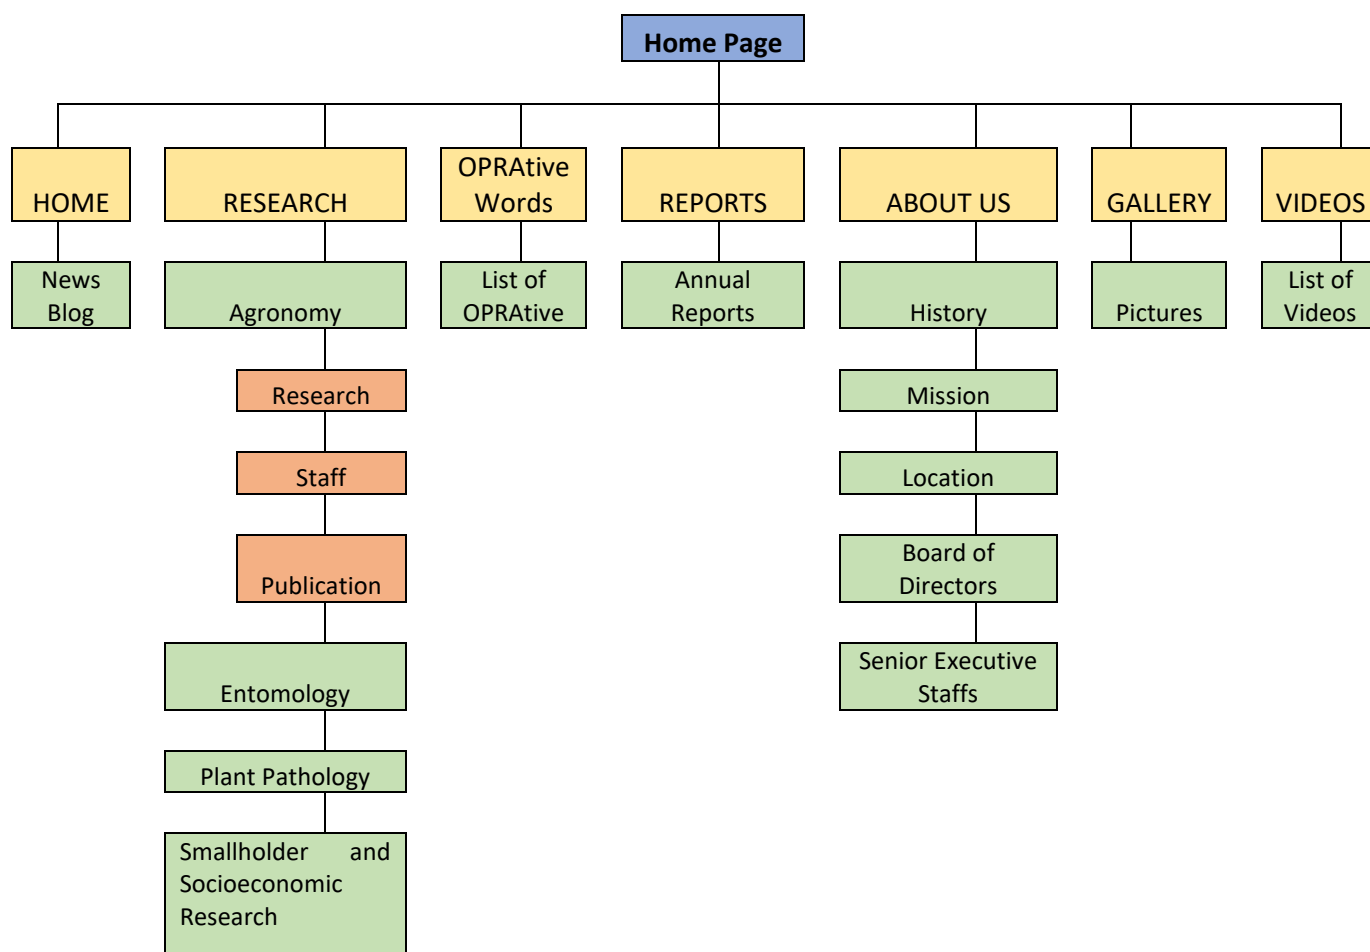 Home Page
HOME
RESEARCH
OPRAtive
Words
REPORTS
ABOUT US
GALLERY
VIDEOS
News
Blog
Agronomy
List of
OPRAtive
Annual
Reports
History
Pictures
List of
Videos
Research
Mission
Staff
Location
Publication
Board of
Directors
Entomology
Senior Executive
Staffs
Plant Pathology
Smallholder and
Socioeconomic
Research